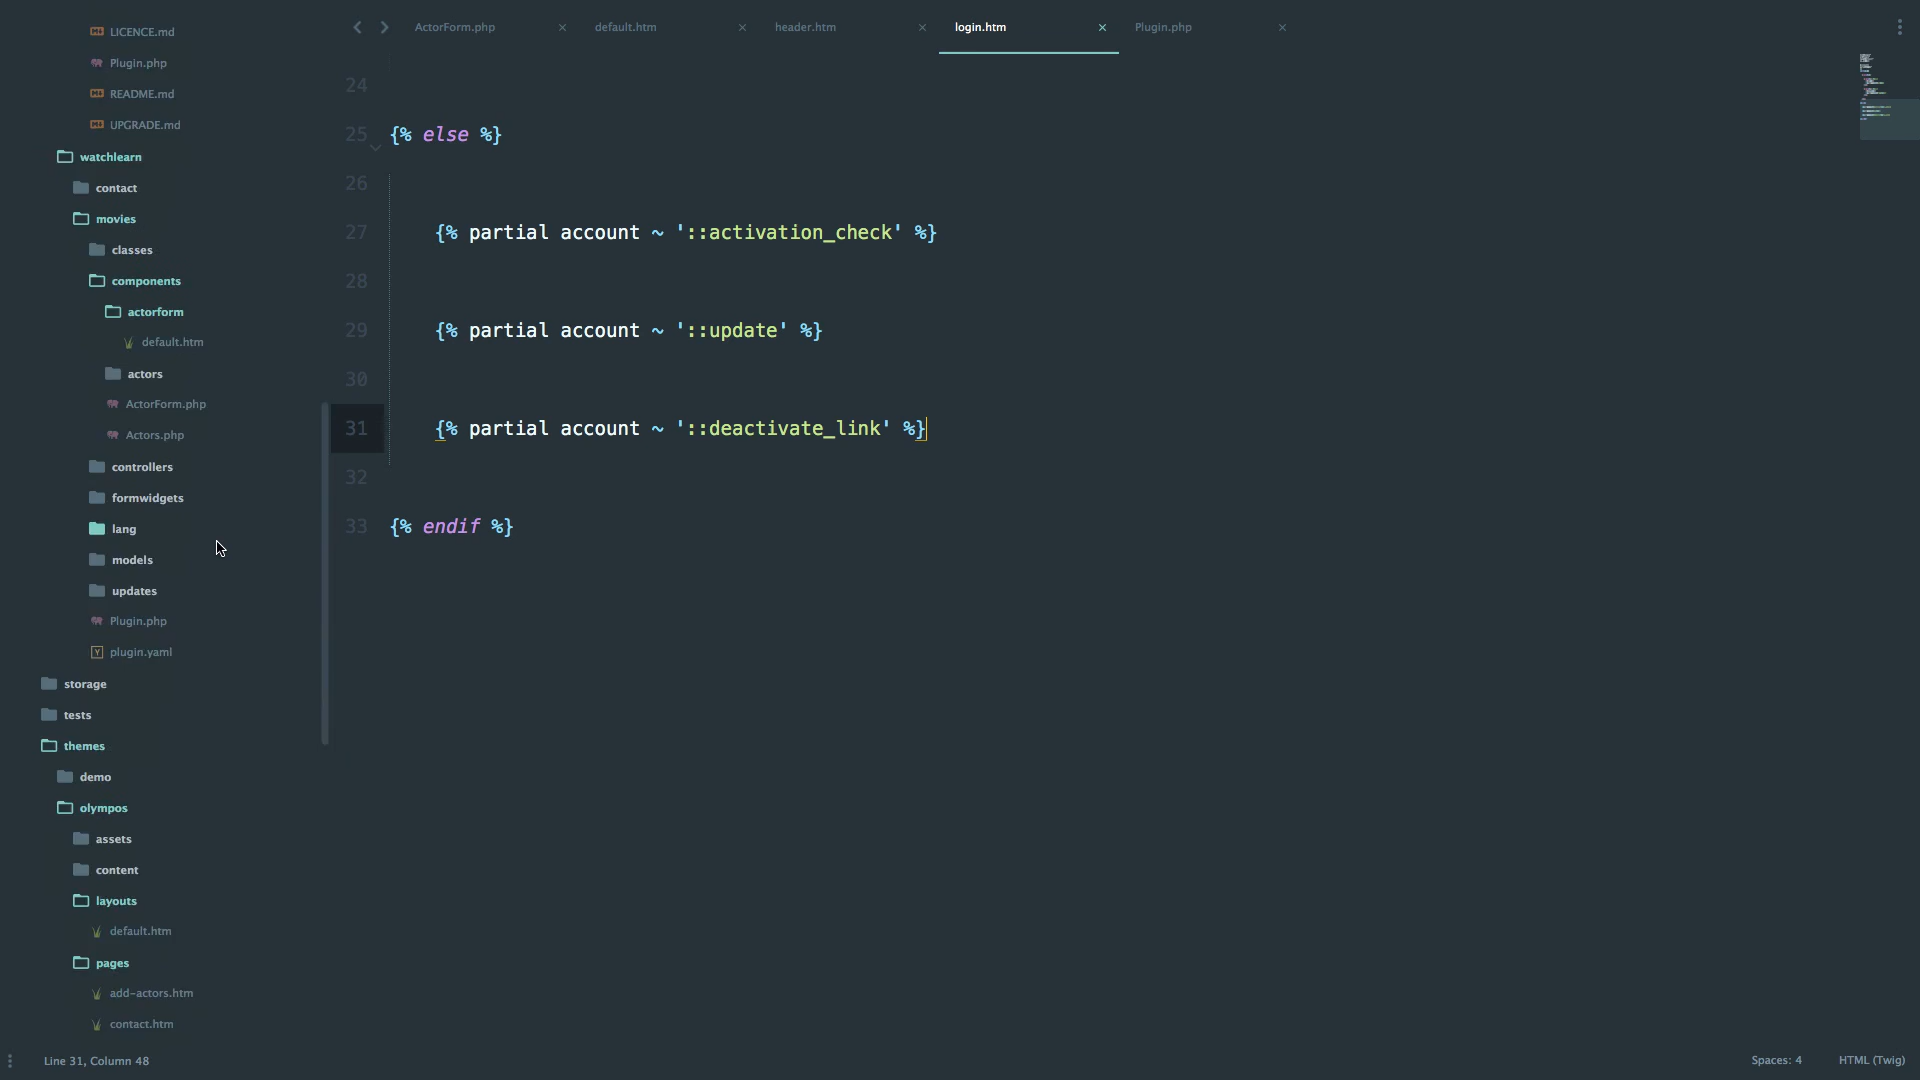 LICENCE.md
Plugin.php
README.md
UPGRADE.md
watchlearn
contact
movies
classes
components
actorform
default.htm
actors
ActorForm.php
Actors.php
controllers
formwidgets
lang
models
updates
Plugin.php
plugin.yaml
storage
tests
themes
demo
olympos
assets
content
layouts
default.htm
pages
add-actors.htm
contact.htm
ActorForm.php default.htm header.htm login.htm Plugin.php
24
25 {% else %}
26
27 {% partial account ~ '::activation_check' %}
28
29 {% partial account ~ '::update' %}
30
31 {% partial account ~ '::deactivate_link' %}
32
33 {% endif %}
Line 31, Column 48
Spaces: 4
HTML (Twig)